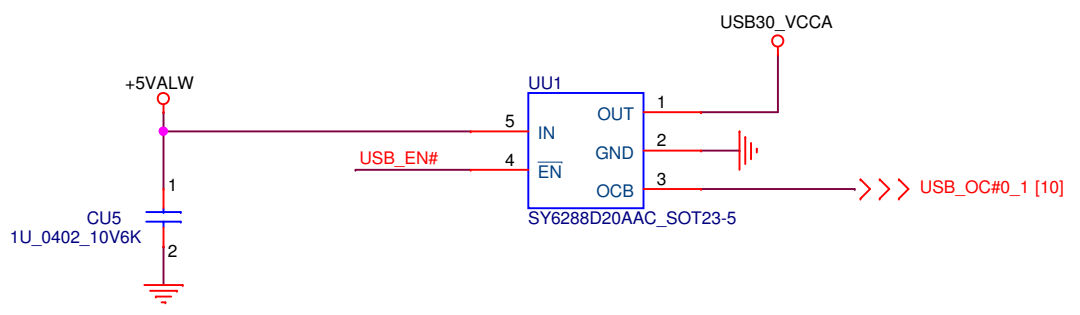 USB30_VCCA
+5VALW
UU1
OUT
1
5
IN
GND
2
USB_EN#
4
EN
OCB
3
USB_OC#0_1 [10]
SY6288D20AAC_SOT23-5
1
CU5
1U_0402_10V6K
2